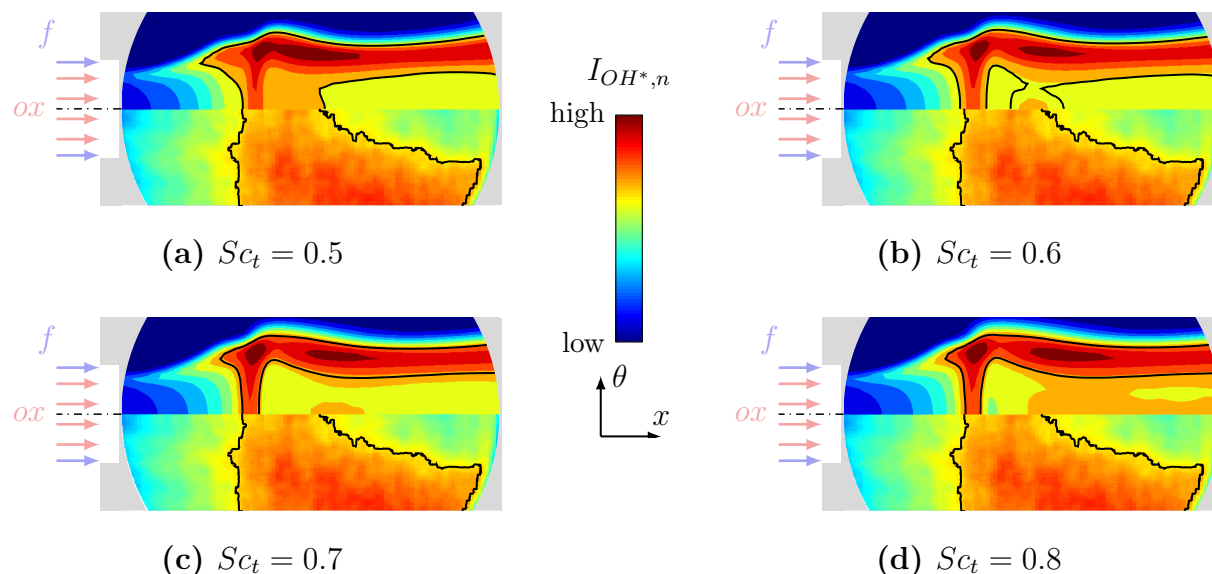 f
ox
(a) Sc_t = 0.5
f
ox
(b) Sc_t = 0.6
I_{OH*,n}
high
low
θ
x
f
ox
(c) Sc_t = 0.7
f
ox
(d) Sc_t = 0.8